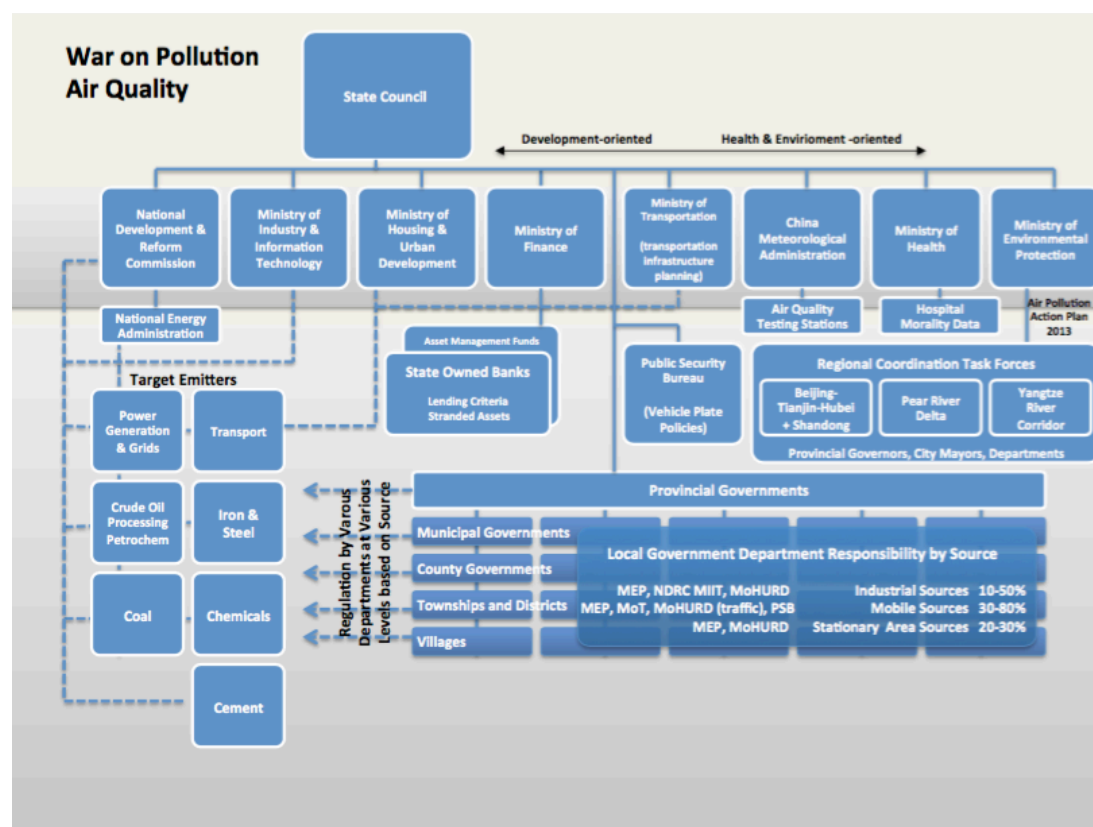 War on Pollution
Air Quality
State Council
Development-oriented
Health & Envirioment -oriented
National
Development &
Reform
Commission
Ministry of
Industry &
Information
Technology
Ministry of
Housing &
Urban
Development
Ministry of
Finance
Ministry of
Transportation
(transportation
infrastructure
planning)
China
Meteorological
Administration
Ministry of
Health
Ministry of
Environmental
Protection
National Energy
Administration
Air Quality
Testing Stations
Hospital
Morality Data
Air Pollution
Action Plan
2013
Asset Management Funds
State Owned Banks
Lending Criteria
Stranded Assets
Public Security
Bureau
(Vehicle Plate
Policies)
Regional Coordination Task Forces
Beijing-
Tianjin-Hubei
+ Shandong
Pear River
Delta
Yangtze
River
Corridor
Provincial Governors, City Mayors, Departments
Target Emitters
Power
Generation
& Grids
Transport
Crude Oil
Processing
Petrochem
Iron &
Steel
Coal
Chemicals
Cement
Regulation by Varous
Departments at Various
Levels based on Source
Provincial Governments
Municipal Governments
County Governments
Townships and Districts
Villages
Local Government Department Responsibility by Source
MEP, NDRC MIIT, MoHURD Industrial Sources 10-50%
MEP, MoT, MoHURD (traffic), PSB Mobile Sources 30-80%
MEP, MoHURD Stationary Area Sources 20-30%